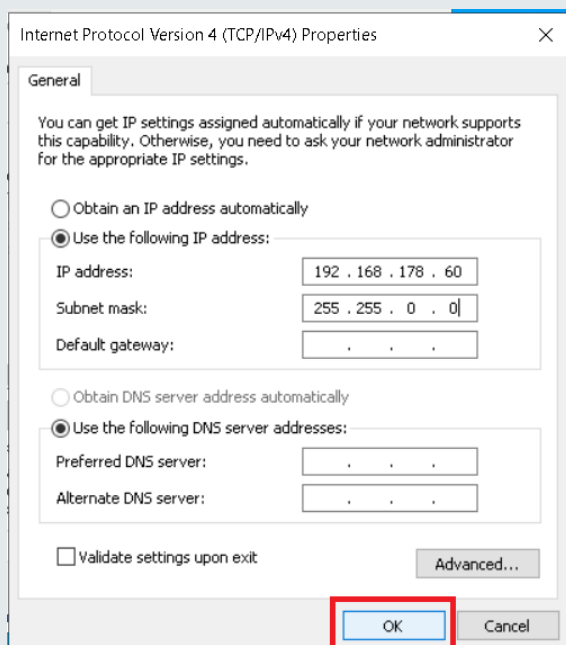 Internet Protocol Version 4 (TCP/IPv4) Properties
General
You can get IP settings assigned automatically if your network supports
this capability. Otherwise, you need to ask your network administrator
for the appropriate IP settings.
Obtain an IP address automatically
Use the following IP address:
IP address: 192 . 168 . 178 . 60
Subnet mask: 255 . 255 . 0 . 0
Default gateway: . . .
Obtain DNS server address automatically
Use the following DNS server addresses:
Preferred DNS server: . . .
Alternate DNS server: . . .
Validate settings upon exit
Advanced...
OK Cancel